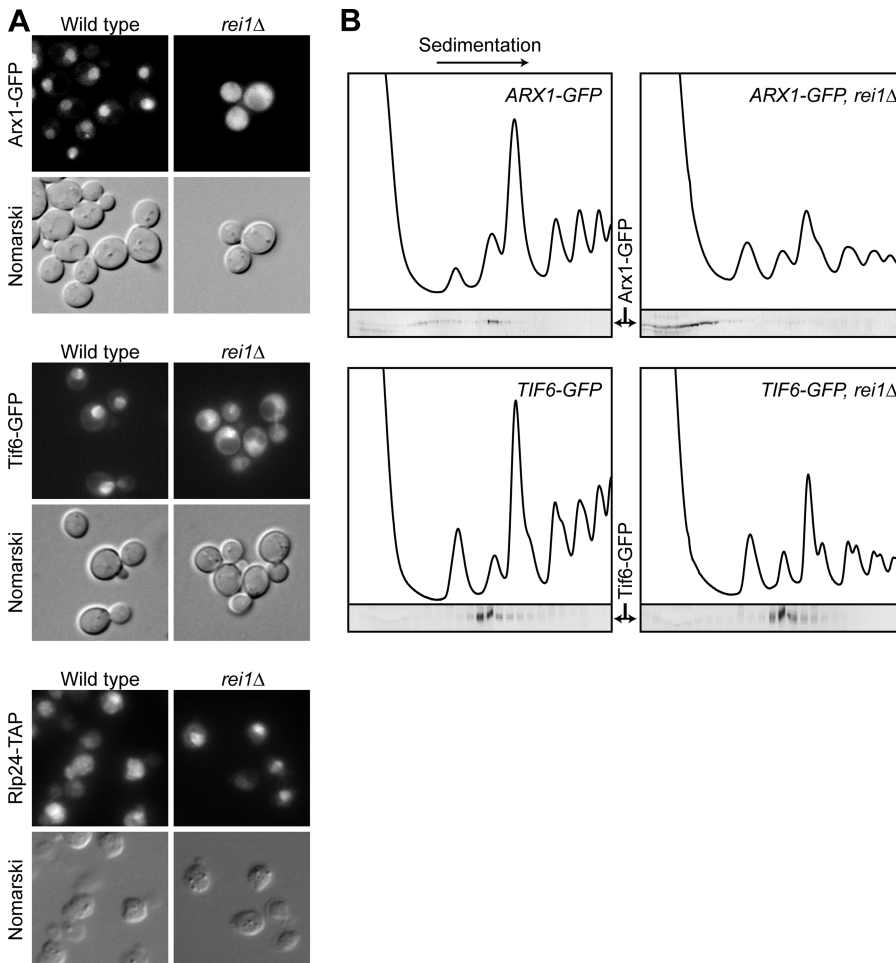 A
Wild type rei1Δ
Arx1-GFP
Nomarski
Wild type rei1Δ
Tif6-GFP
Nomarski
Wild type rei1Δ
Rlp24-TAP
Nomarski
B
Sedimentation
ARX1-GFP
ARX1-GFP, rei1Δ
Arx1-GFP
TIF6-GFP
TIF6-GFP, rei1Δ
Tif6-GFP